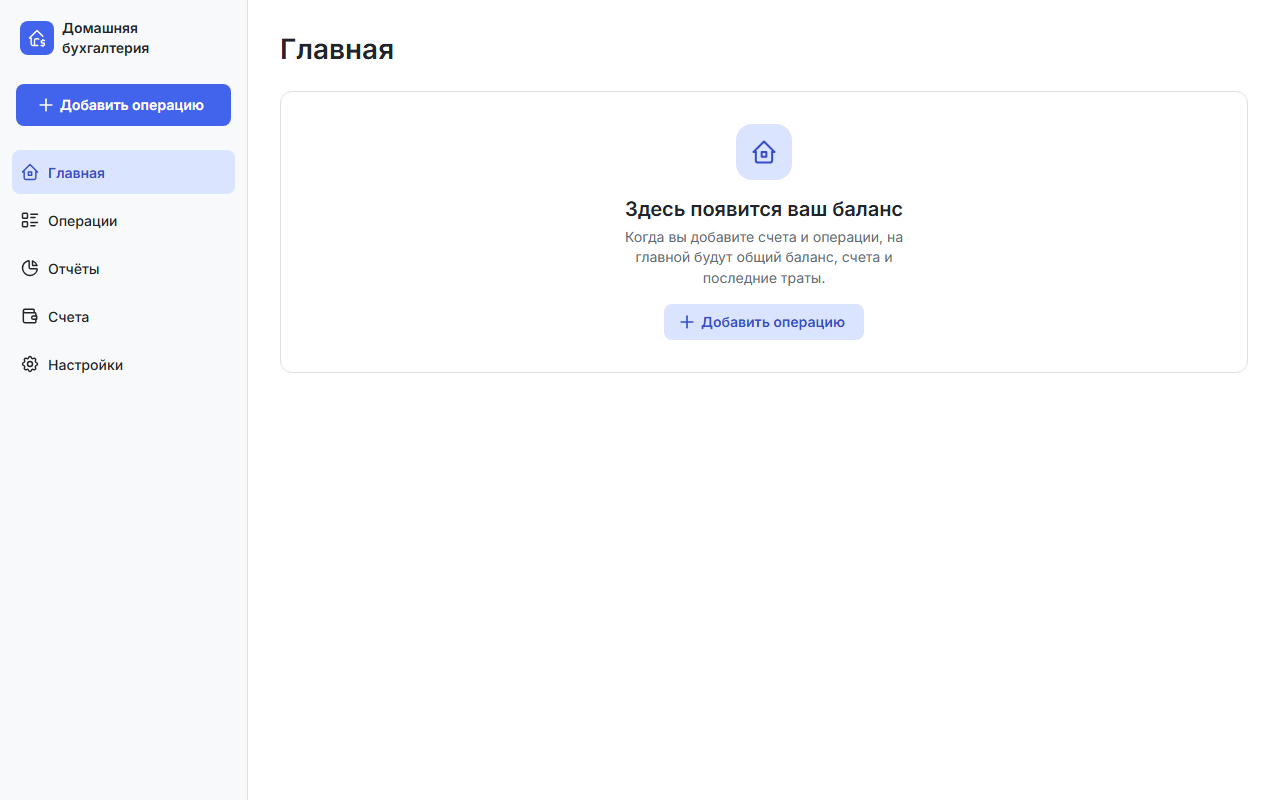 Домашняя
бухгалтерия
Добавить операцию
Главная
Операции
Отчёты
Счета
Настройки
Главная
Здесь появится ваш баланс
Когда вы добавите счета и операции, на
главной будут общий баланс, счета и
последние траты.
Добавить операцию